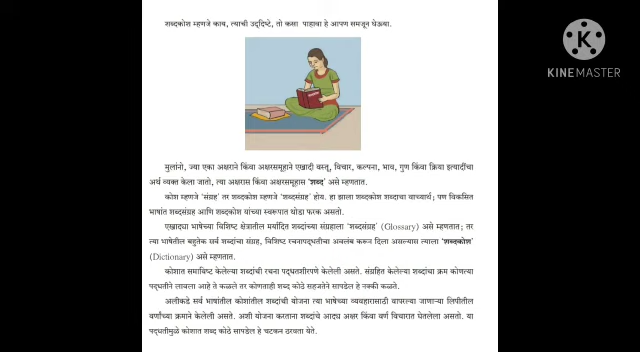 शब्दकोश म्हणजे काय, त्याची उद्दिष्टे, तो कसा पाहावा हे आपण समजून घेऊया.
KINEMASTER
मुलांनो, ज्या एका अक्षराने किंवा अक्षरसमूहाने एखादी वस्तू, विचार, कल्पना, भाव, गुण किंवा क्रिया इत्यादींचा
अर्थ व्यक्त केला जातो, त्या अक्षरास किंवा अक्षरसमूहास ‘शब्द’ असे म्हणतात.
कोश म्हणजे ‘संग्रह’ तर शब्दकोश म्हणजे ‘शब्दसंग्रह’ होय. हा झाला शब्दकोश शब्दाचा वाच्यार्थ; पण विकसित
भाषांत शब्दसंग्रह आणि शब्दकोश यांच्या स्वरूपात थोडा फरक असतो.
एखाद्या भाषेच्या विशिष्ट क्षेत्रातील मर्यादित शब्दांच्या संग्रहाला ‘शब्दसंग्रह’ (Glossary) असे म्हणतात; तर
त्या भाषेतील बहुतेक सर्व शब्दांचा संग्रह, विशिष्ट रचनापद्धतीचा अवलंब करून दिला असल्यास त्याला ‘शब्दकोश’
(Dictionary) असे म्हणतात.
कोशात समाविष्ट केलेल्या शब्दांची रचना पद्धतशीरपणे केलेली असते. संग्रहित केलेल्या शब्दांचा क्रम कोणत्या
पद्धतीने लावला आहे ते कळले तर कोणताही शब्द कोठे सहजतेने सापडेल हे नक्की कळते.
अलीकडे सर्व भाषांतील कोशांतील शब्दांची योजना त्या भाषेच्या व्यवहारासाठी वापरल्या जाणाऱ्या लिपीतील
वर्णांच्या क्रमाने केलेली असते. अशी योजना करताना शब्दांचे आद्य अक्षर किंवा वर्ण विचारात घेतलेला असतो. या
पद्धतीमुळे कोशात शब्द कोठे सापडेल हे चटकन ठरवता येते.